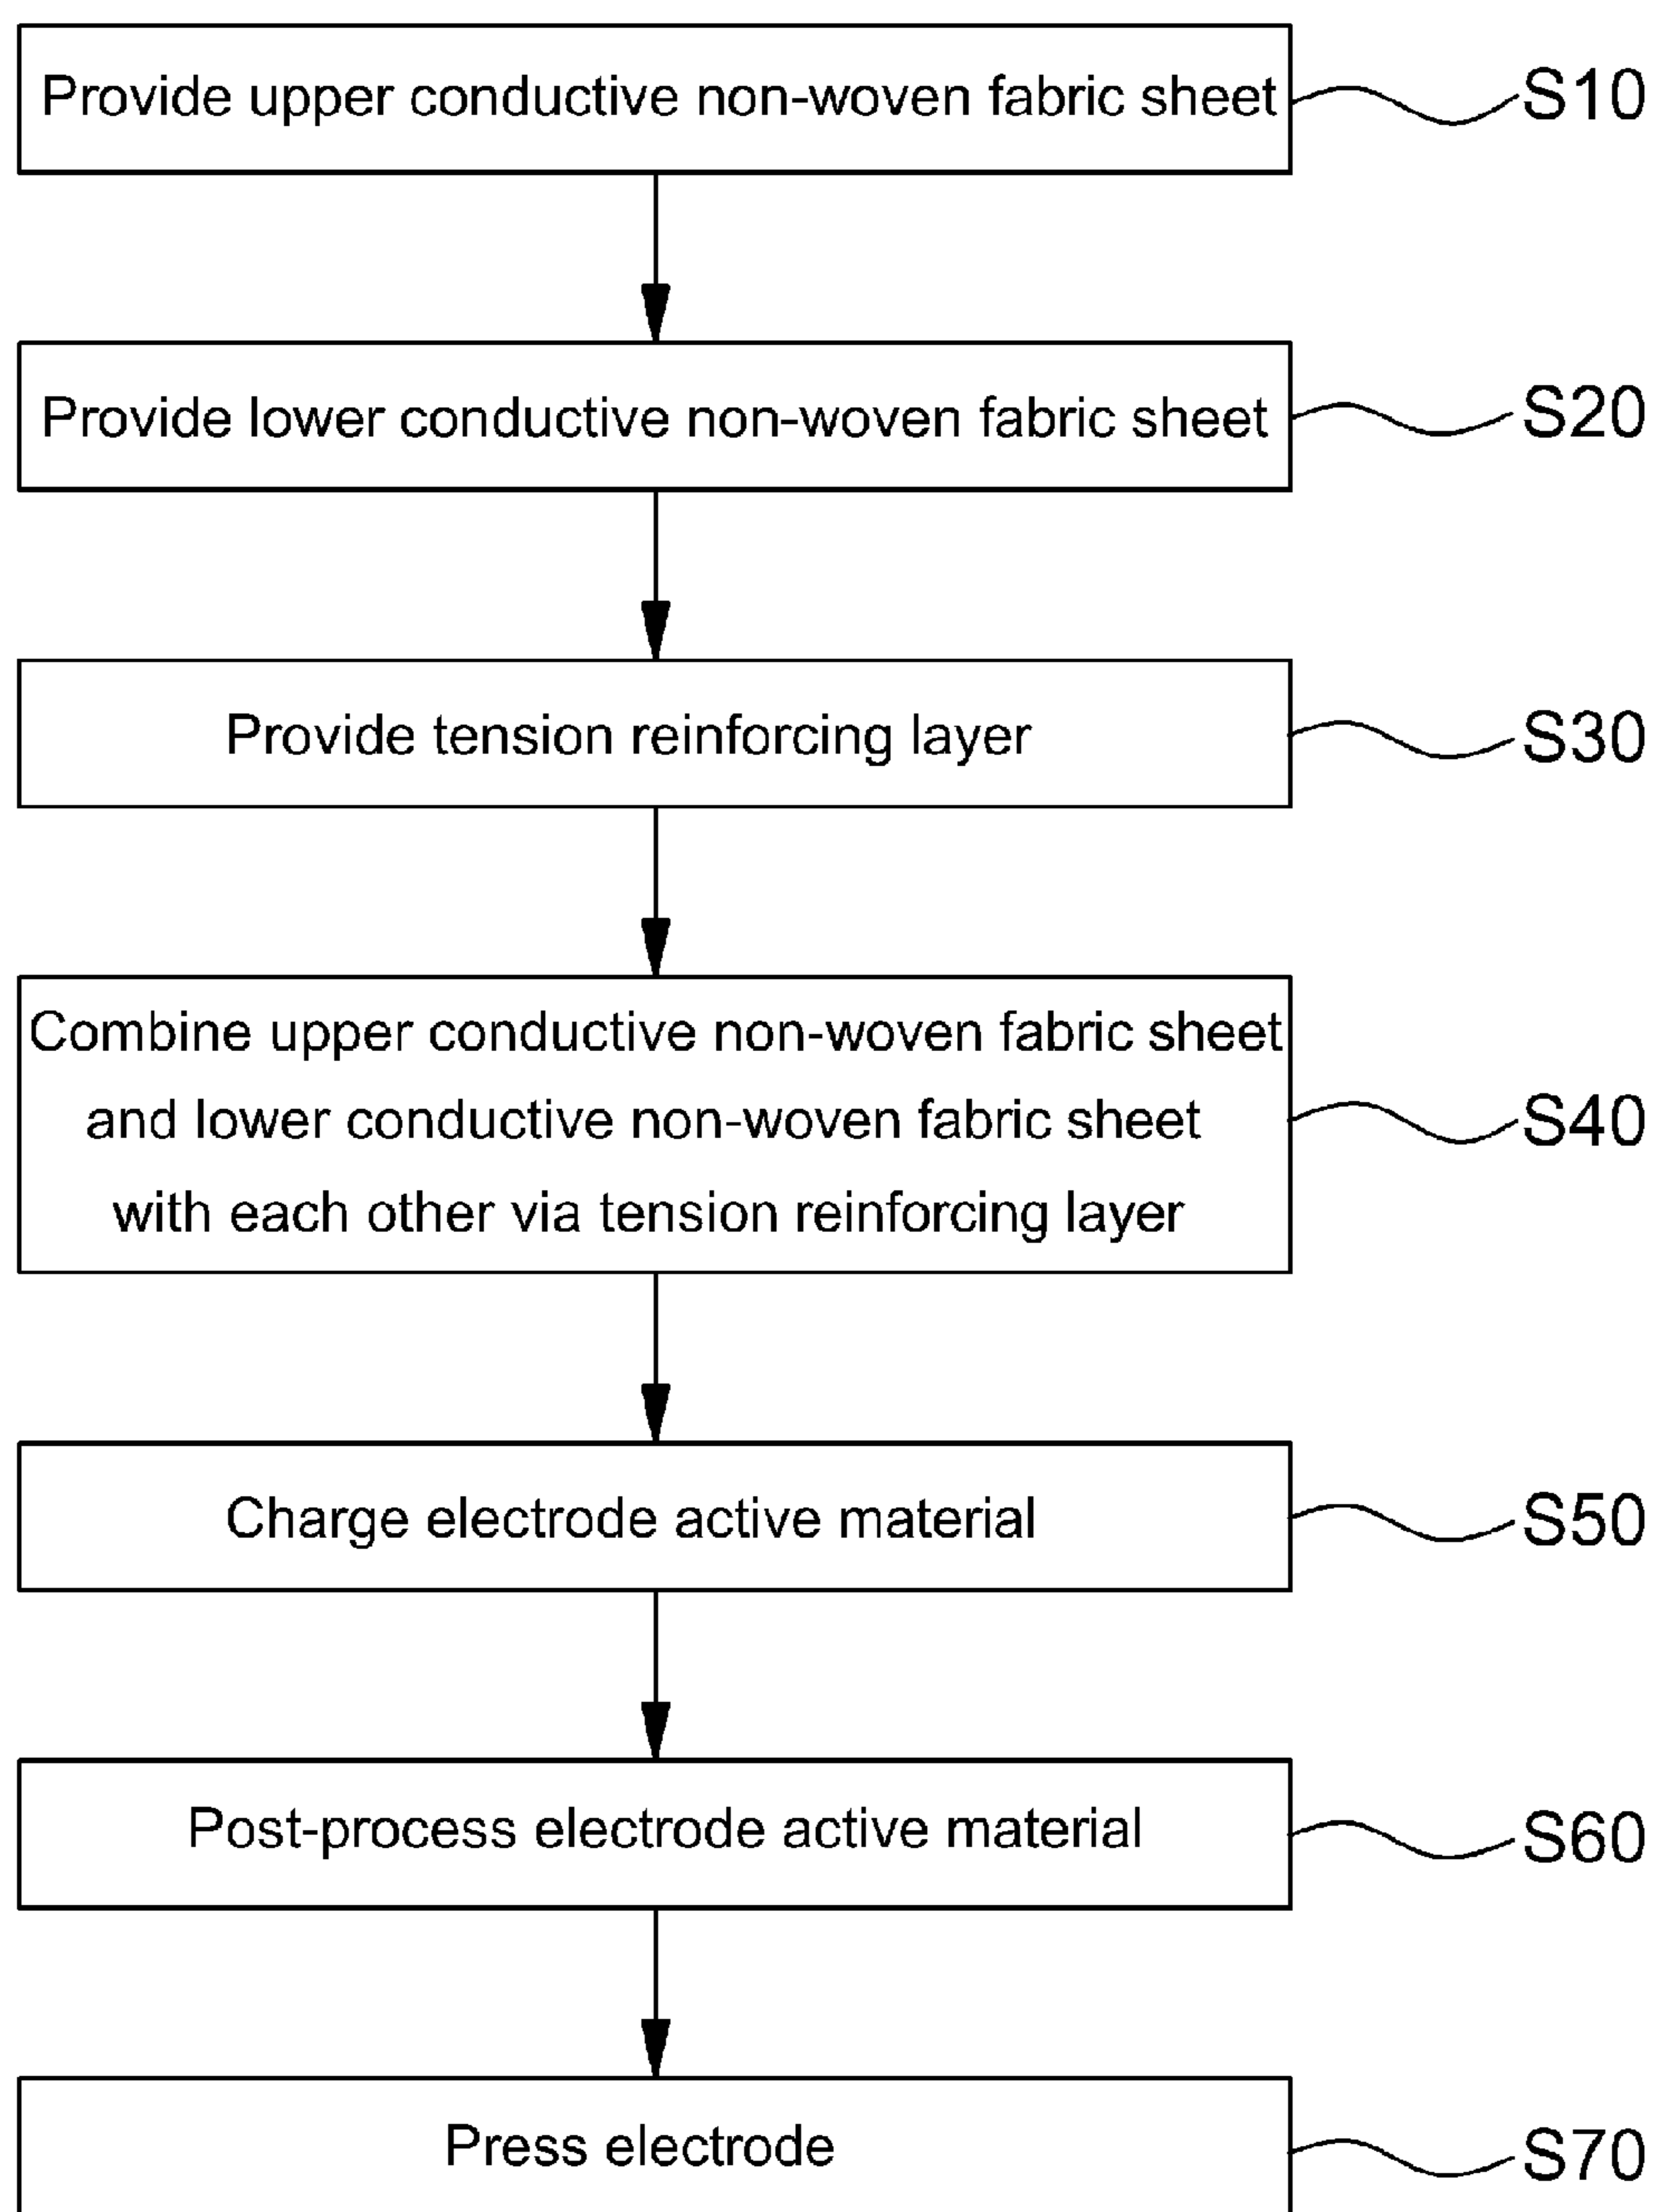 Provide upper conductive non-woven fabric sheet
S10
Provide lower conductive non-woven fabric sheet
S20
Provide tension reinforcing layer
S30
Combine upper conductive non-woven fabric sheet
and lower conductive non-woven fabric sheet
with each other via tension reinforcing layer
S40
Charge electrode active material
S50
Post-process electrode active material
S60
Press electrode
S70